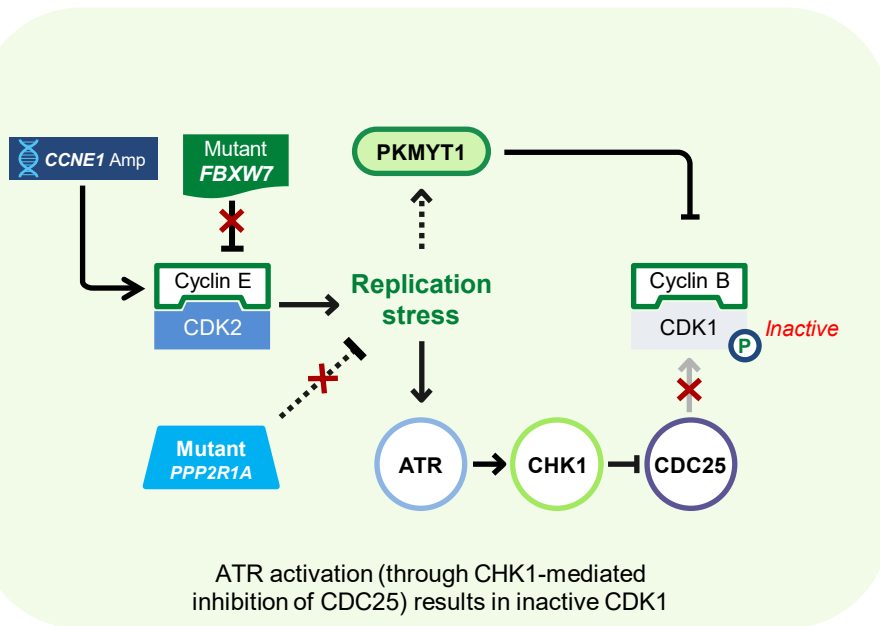 CCNE1 Amp
Mutant
FBXW7
PKMYT1
Cyclin E
CDK2
Replication
stress
Cyclin B
CDK1
P
Inactive
Mutant
PPP2R1A
ATR
CHK1
CDC25
ATR activation (through CHK1-mediated
inhibition of CDC25) results in inactive CDK1